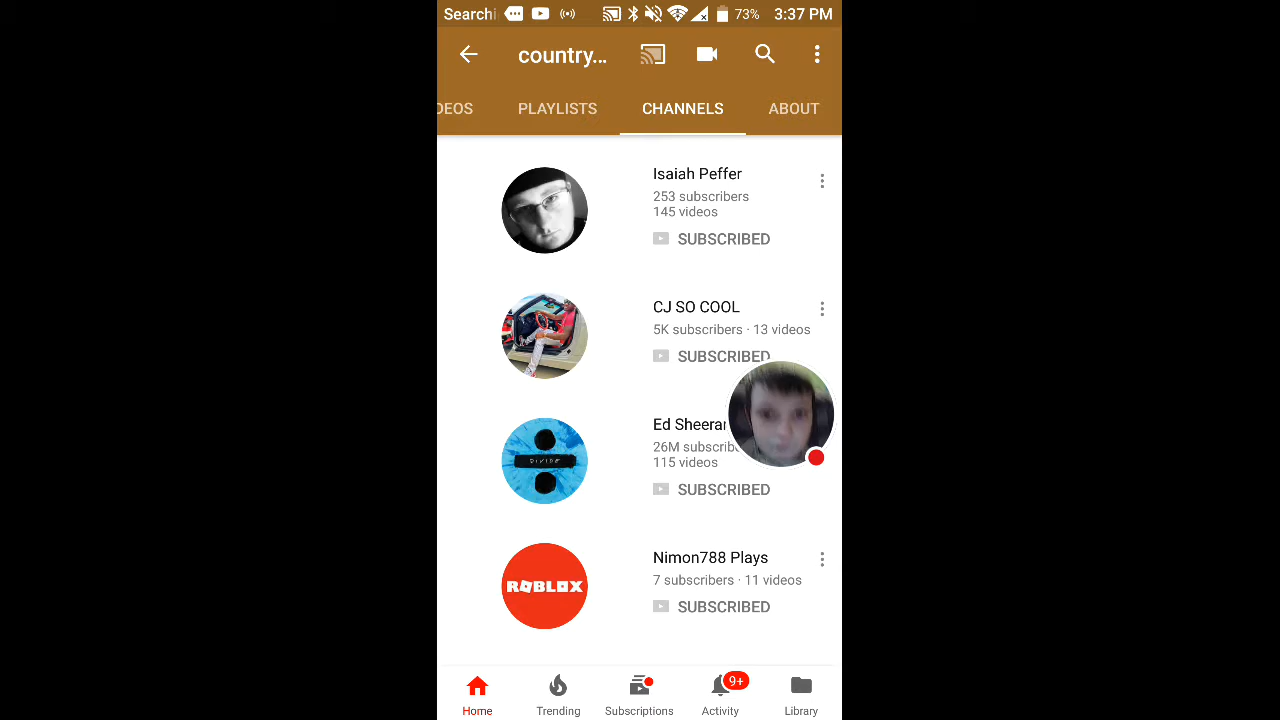 Searchi 73% 3:37 PM
country...
DEOS PLAYLISTS CHANNELS ABOUT
Isaiah Peffer
253 subscribers
145 videos
SUBSCRIBED
CJ SO COOL
5K subscribers · 13 videos
SUBSCRIBED
DIVIDE
Ed Sheeran
26M subscribe
115 videos
SUBSCRIBED
ROBLOX
Nimon788 Plays
7 subscribers · 11 videos
SUBSCRIBED
9+
Home Trending Subscriptions Activity Library